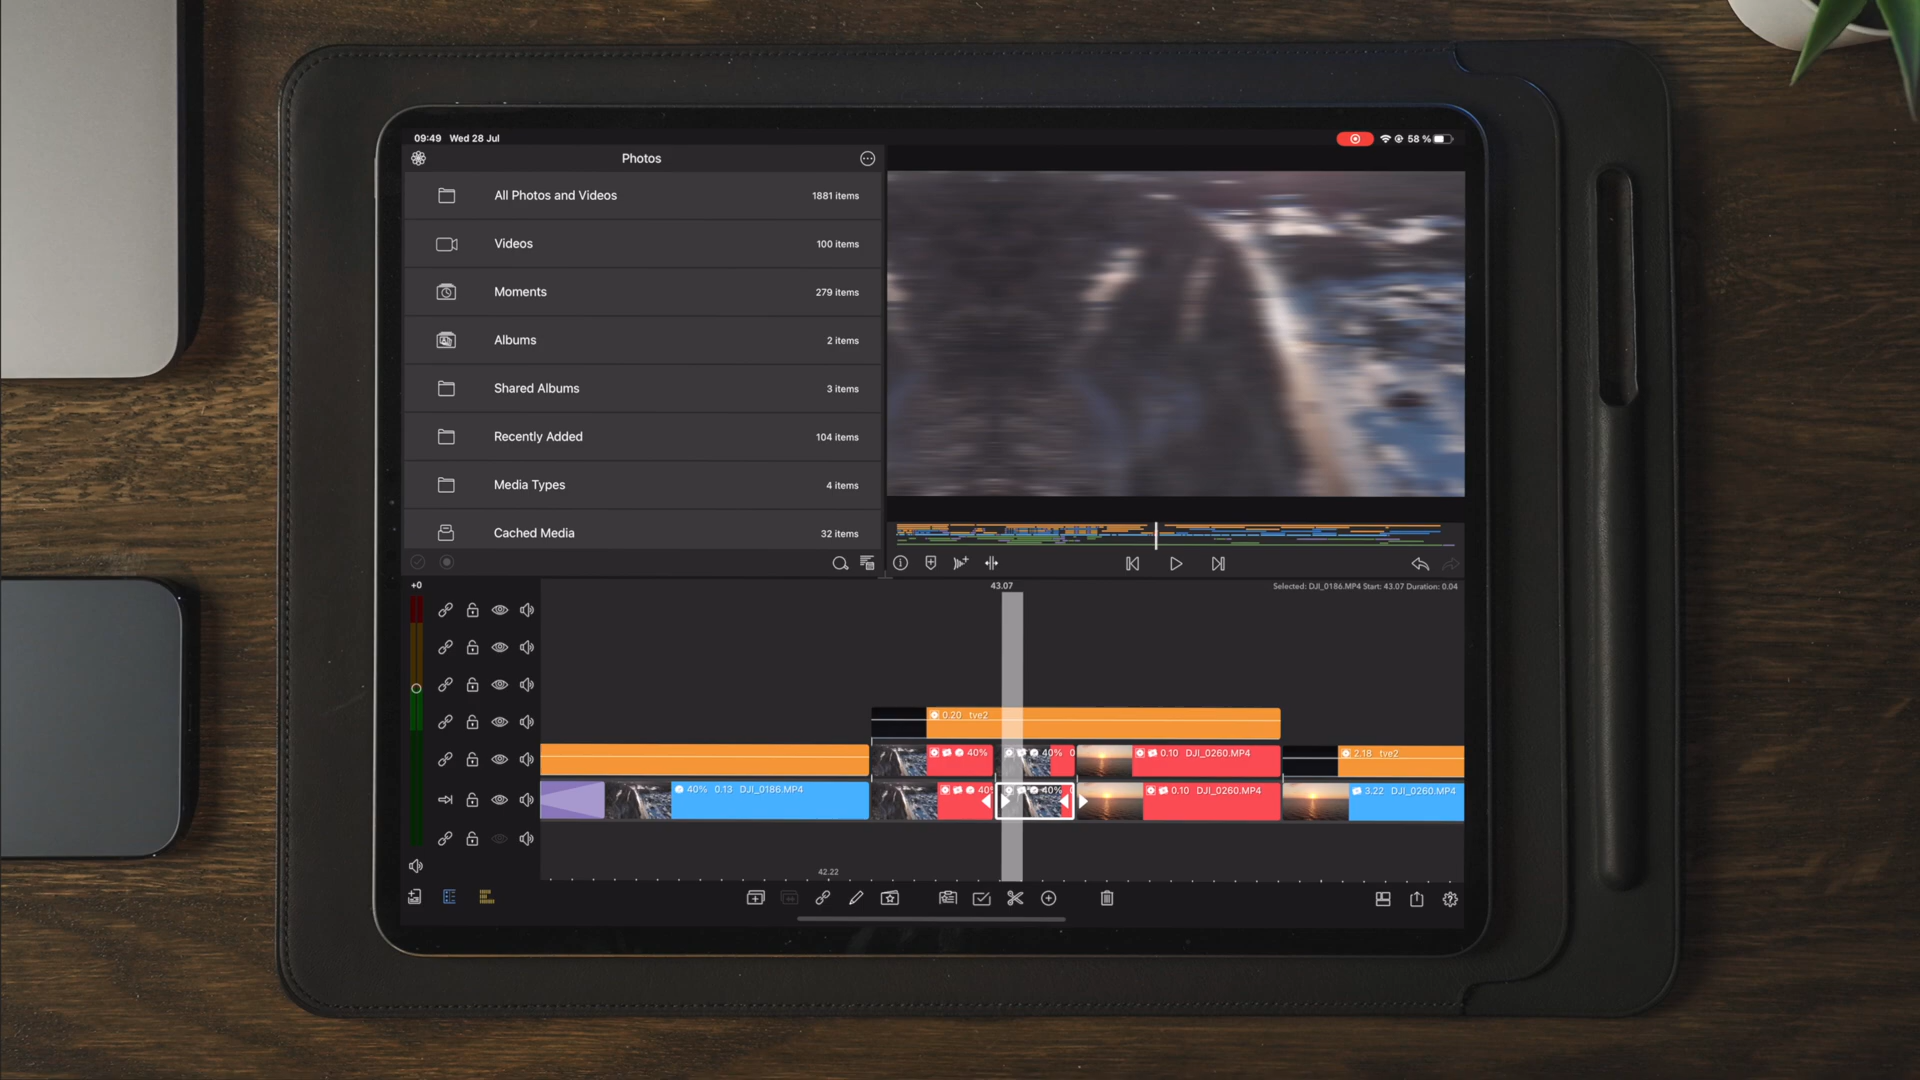 09:49 Wed 28 Jul
58 %
Photos
All Photos and Videos 1881 items
Videos 100 items
Moments 279 items
Albums 2 items
Shared Albums 3 items
Recently Added 104 items
Media Types 4 items
Cached Media 32 items
+0
43.07
Selected: DJI_0186.MP4 Start: 43.07 Duration: 0.04
0.20 tve2
40%
40% 0
0.10 DJI_0260.MP4
2.18 tve2
40% 0.13 DJI_0186.MP4
40%
40%
0.10 DJI_0260.MP4
3.22 DJI_0260.MP4
42.22